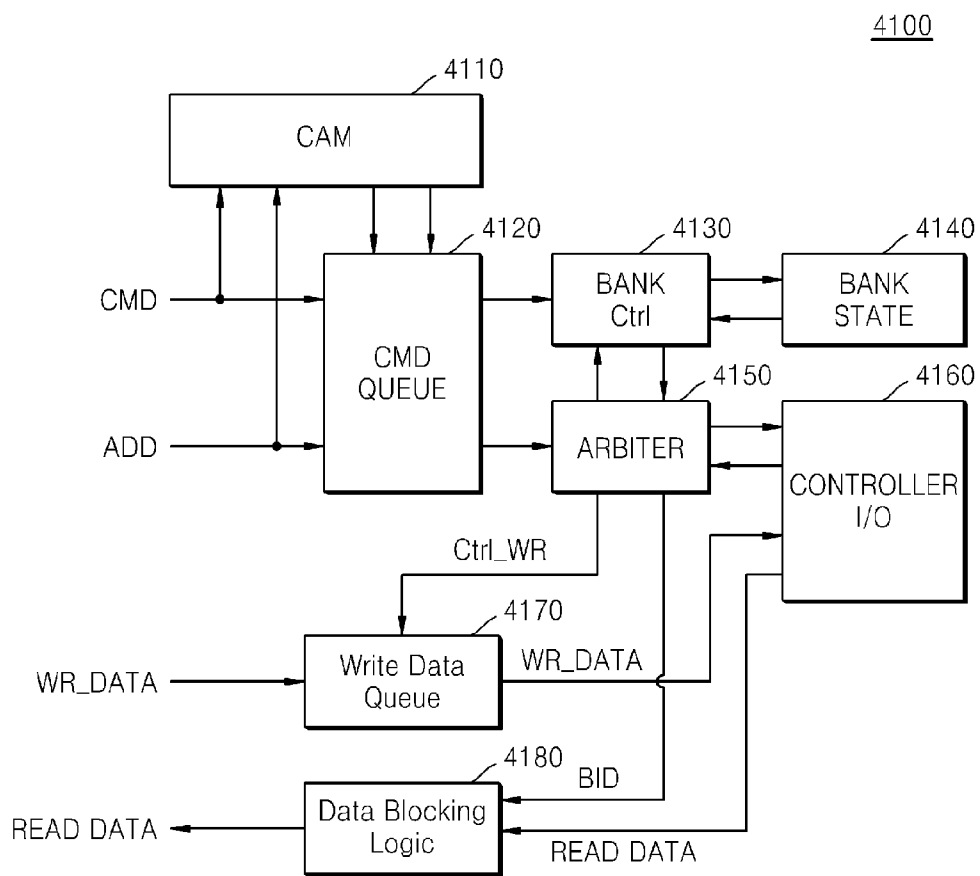 4100
4110
CAM
4120
4130
4140
CMD
BANK
Ctrl
BANK
STATE
CMD
QUEUE
4150
4160
ADD
ARBITER
CONTROLLER
I/O
Ctrl_WR
4170
WR_DATA
Write Data
Queue
WR_DATA
4180
BID
READ DATA
Data Blocking
Logic
READ DATA